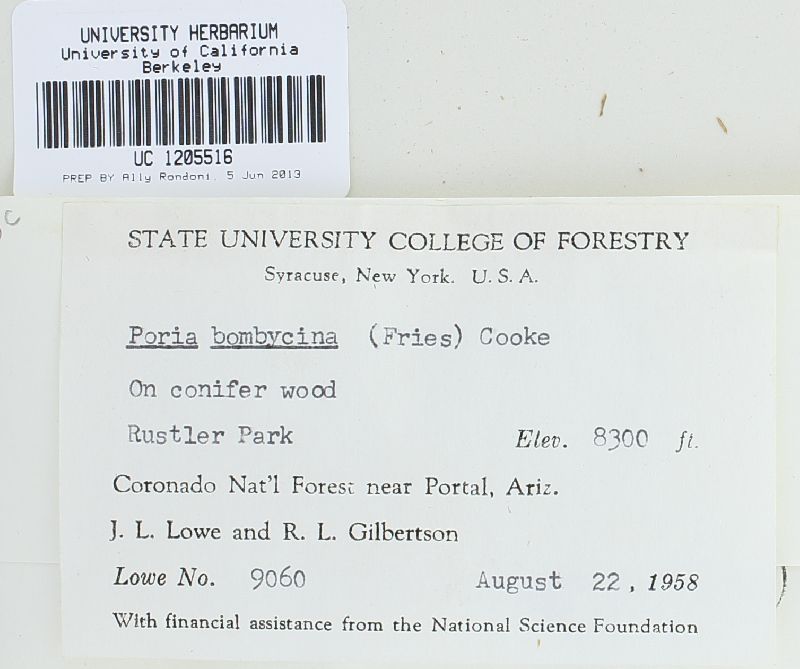 UNIVERSITY HERBARIUM
University of California
Berkeley
UC 1205516
PREP BY Ally Rondoni. 5 Jun 2013
STATE UNIVERSITY COLLEGE OF FORESTRY
Syracuse, New York. U. S. A.
Poria bombycina (Fries) Cooke
On conifer wood
Rustler Park Elev. 8300 ft.
Coronado Nat'l Forest near Portal, Ariz.
J. L. Lowe and R. L. Gilbertson
Lowe No. 9060 August 22, 1958
With financial assistance from the National Science Foundation